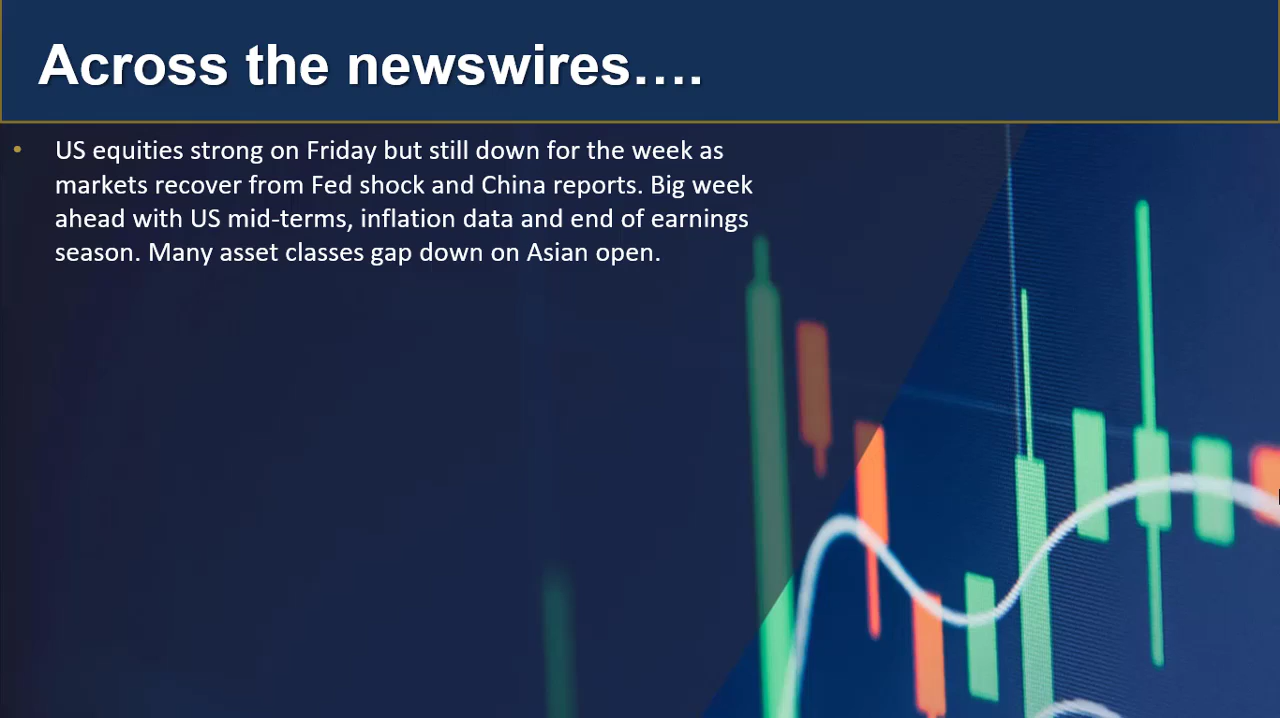 Across the newswires….
• US equities strong on Friday but still down for the week as
markets recover from Fed shock and China reports. Big week
ahead with US mid-terms, inflation data and end of earnings
season. Many asset classes gap down on Asian open.